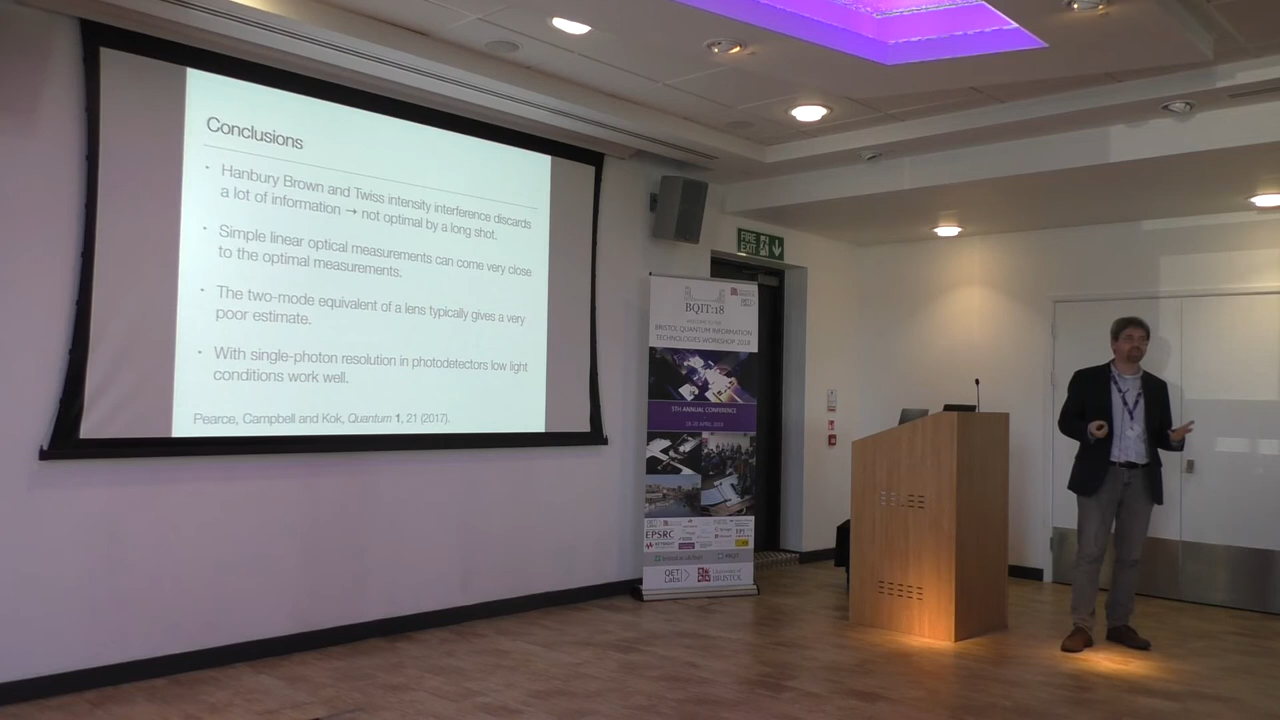 Conclusions
• Hanbury Brown and Twiss intensity interference discards
a lot of information → not optimal by a long shot.
• Simple linear optical measurements can come very close
to the optimal measurements.
• The two-mode equivalent of a lens typically gives a very
poor estimate.
• With single-photon resolution in photodetectors low light
conditions work well.
Pearce, Campbell and Kok, Quantum 1, 21 (2017).
FIRE
EXIT
BQIT:18
WELCOME TO THE
BRISTOL QUANTUM INFORMATION
TECHNOLOGIES WORKSHOP 2018
5TH ANNUAL CONFERENCE
EPSRC
#BQIT
QET
Labs
University of
BRISTOL